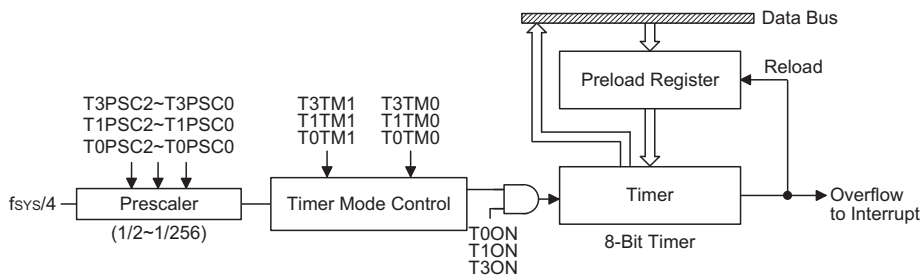 Data Bus
Preload Register
Reload
T3PSC2~T3PSC0
T1PSC2~T1PSC0
T0PSC2~T0PSC0
T3TM1
T1TM1
T0TM1
T3TM0
T1TM0
T0TM0
fSYS/4
Prescaler
(1/2~1/256)
Timer Mode Control
T0ON
T1ON
T3ON
Timer
8-Bit Timer
Overflow
to Interrupt